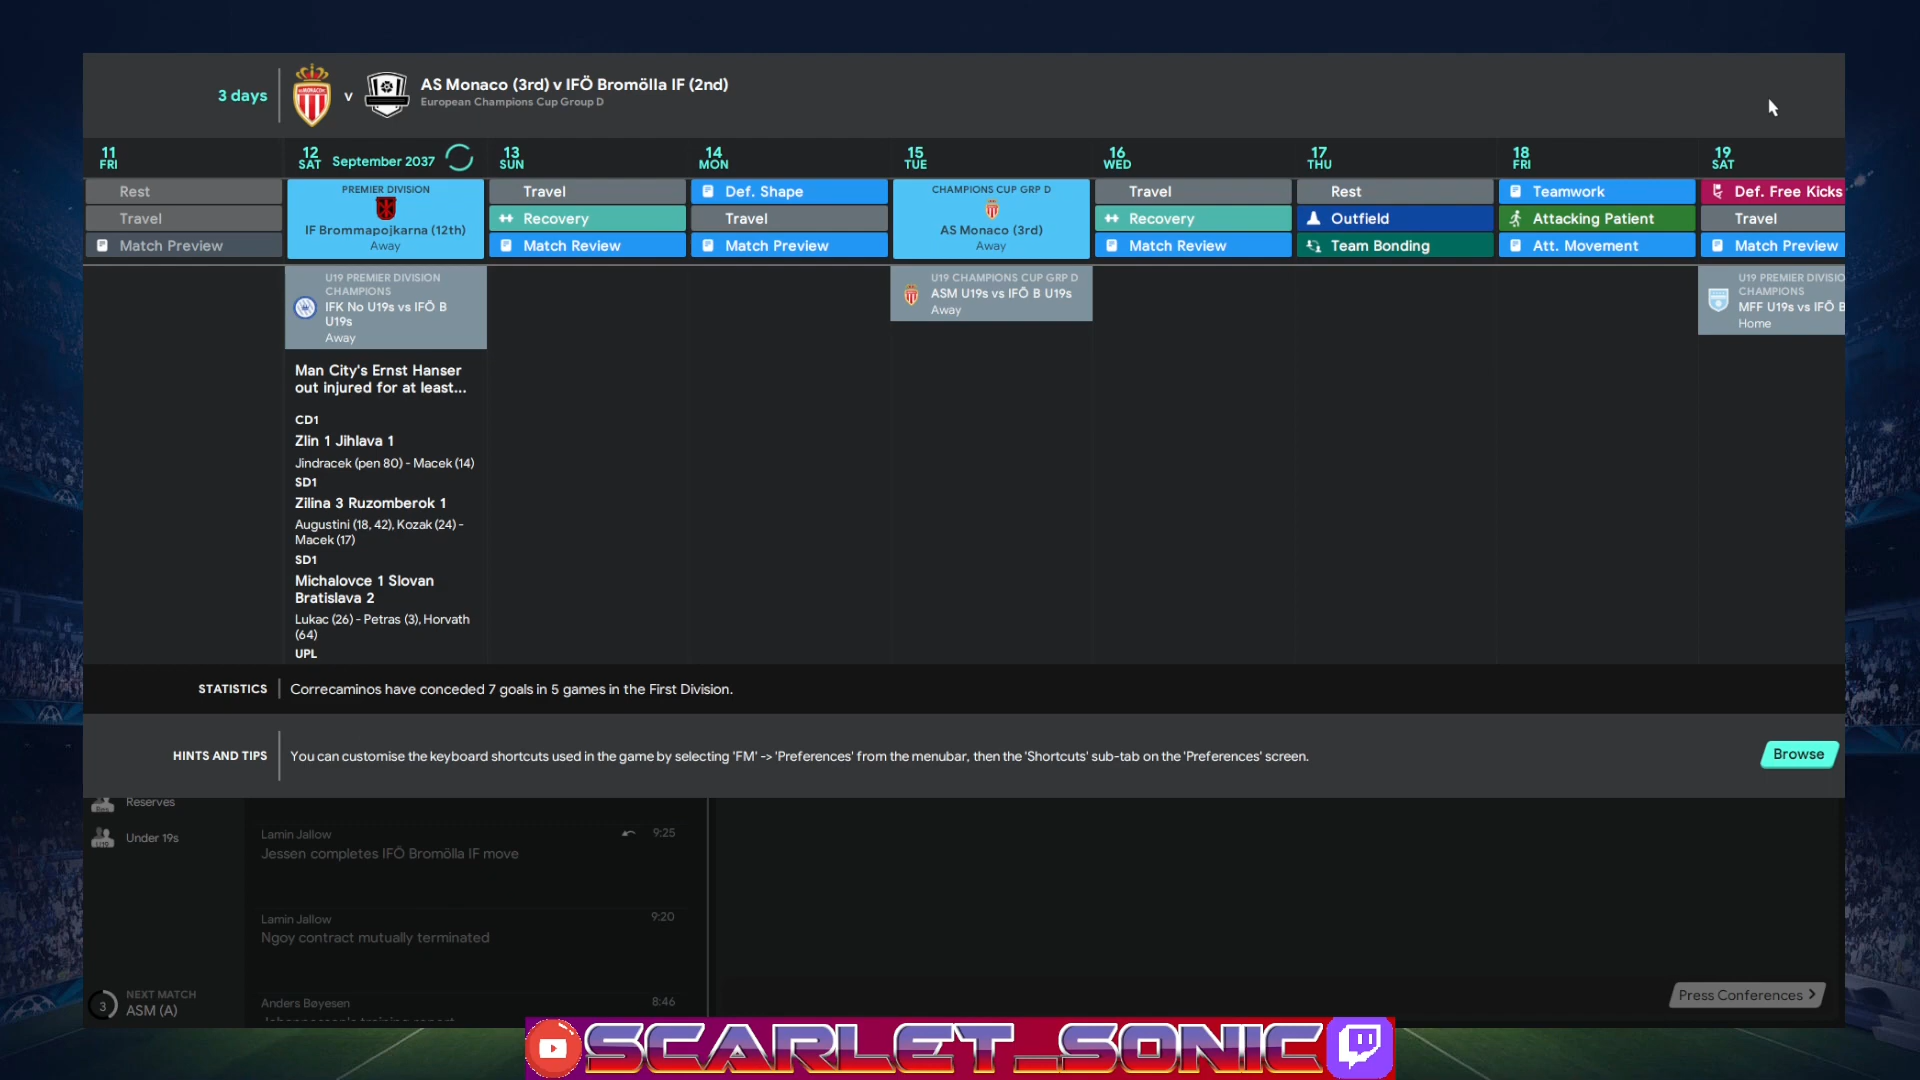 3 days
v
AS Monaco (3rd) v IFÖ Bromölla IF (2nd)
European Champions Cup Group D
11
FRI
12
SAT
September 2037
13
SUN
14
MON
15
TUE
16
WED
17
THU
18
FRI
19
SAT
Rest
Travel
Match Preview
PREMIER DIVISION
IF Brommapojkarna (12th)
Away
Travel
Recovery
Match Review
Def. Shape
Travel
Match Preview
CHAMPIONS CUP GRP D
AS Monaco (3rd)
Away
Travel
Recovery
Match Review
Rest
Outfield
Team Bonding
Teamwork
Attacking Patient
Att. Movement
Def. Free Kicks
Travel
Match Preview
U19 PREMIER DIVISION
CHAMPIONS
IFK No U19s vs IFÖ B
U19s
Away
U19 CHAMPIONS CUP GRP D
ASM U19s vs IFÖ B U19s
Away
U19 PREMIER DIVISIO
CHAMPIONS
MFF U19s vs IFÖ B
Home
Man City's Ernst Hanser
out injured for at least...
CD1
Zlin 1 Jihlava 1
Jindracek (pen 80) - Macek (14)
SD1
Zilina 3 Ruzomberok 1
Augustini (18, 42), Kozak (24) -
Macek (17)
SD1
Michalovce 1 Slovan
Bratislava 2
Lukac (26) - Petras (3), Horvath
(64)
UPL
STATISTICS
Correcaminos have conceded 7 goals in 5 games in the First Division.
HINTS AND TIPS
You can customise the keyboard shortcuts used in the game by selecting 'FM' -> 'Preferences' from the menubar, then the 'Shortcuts' sub-tab on the 'Preferences' screen.
Browse
Reserves
Under 19s
Lamin Jallow
9:25
Jessen completes IFÖ Bromölla IF move
Lamin Jallow
9:20
Ngoy contract mutually terminated
Anders Bøyesen
8:46
3
NEXT MATCH
ASM (A)
Press Conferences >
SCARLET_SONIC